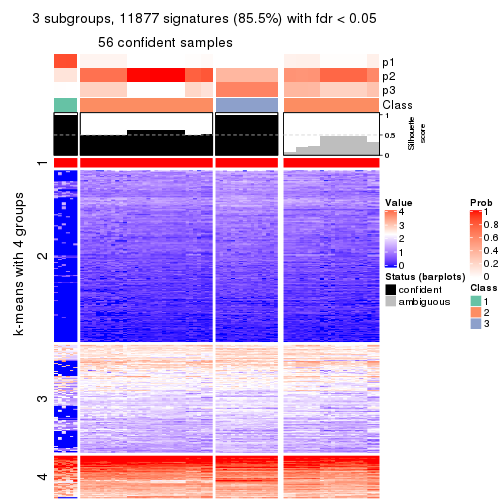 3 subgroups, 11877 signatures (85.5%) with fdr < 0.05
56 confident samples
p1
p2
p3
Class
1
0.5
0
Silhouette
score
k-means with 4 groups
1
2
3
4
Value
4
3
2
1
0
Status (barplots)
confident
ambiguous
Prob
1
0.8
0.6
0.4
0.2
0
Class
1
2
3